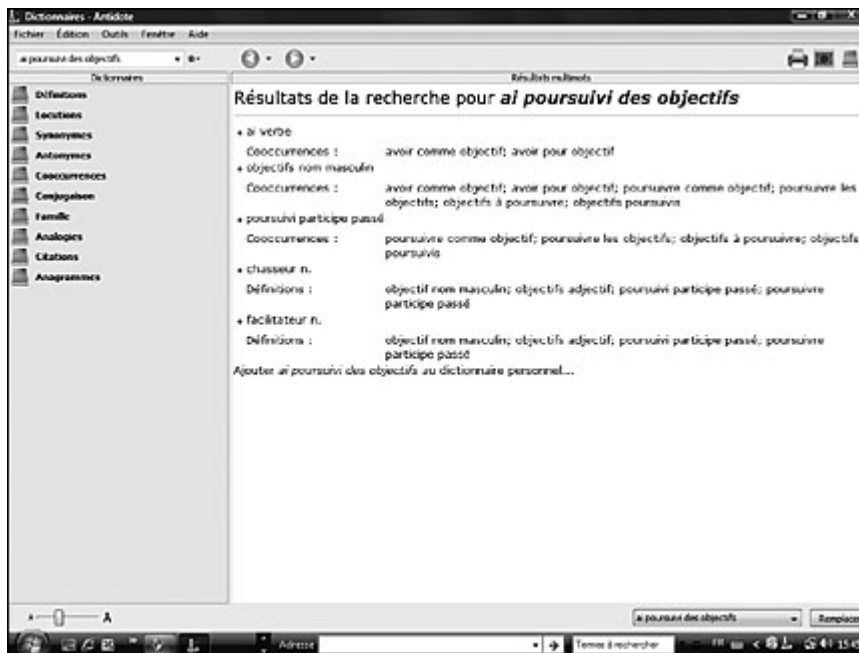 Dictionnaires - Antidote
Fichier Édition Outils Fenêtre Aide
ai poursuivi des objectifs
Dictionnaires
Résultats multimots
Définitions
Locutions
Synonymes
Antonymes
Cooccurrences
Conjugaison
Famille
Analogies
Citations
Anagrammes
Résultats de la recherche pour ai poursuivi des objectifs
ai verbe
Cooccurrences : avoir comme objectif; avoir pour objectif
objectifs nom masculin
Cooccurrences : avoir comme objectif; avoir pour objectif; poursuivre comme objectif; poursuivre les
objectifs; objectifs à poursuivre; objectifs poursuivis
poursuivi participe passé
Cooccurrences : poursuivre comme objectif; poursuivre les objectifs; objectifs à poursuivre; objectifs
poursuivis
chasseur n.
Définitions : objectif nom masculin; objectifs adjectif; poursuivi participe passé; poursuivre
participe passé
facilitateur n.
Définitions : objectif nom masculin; objectifs adjectif; poursuivi participe passé; poursuivre
participe passé
Ajouter ai poursuivi des objectifs au dictionnaire personnel...
A A
ai poursuivi des objectifs Remplacer
Adresse Termes à rechercher FR